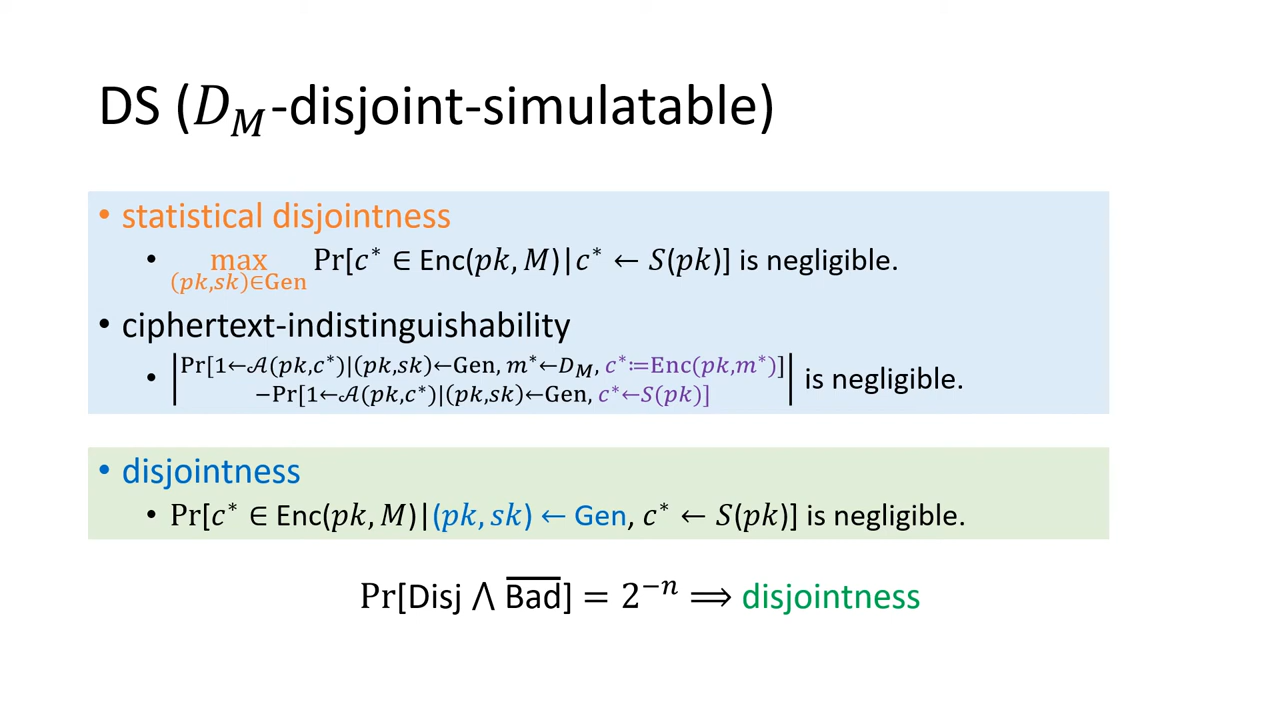 DS (𝐷_𝑀-disjoint-simulatable)
• statistical disjointness
• max_{(𝑝𝑘,𝑠𝑘)∈Gen} Pr[𝑐* ∈ Enc(𝑝𝑘, 𝑀)|𝑐* ← 𝑆(𝑝𝑘)] is negligible.
• ciphertext-indistinguishability
• |Pr[1←𝒜(𝑝𝑘,𝑐*)|(𝑝𝑘,𝑠𝑘)←Gen, 𝑚*←𝐷_𝑀, 𝑐*≔Enc(𝑝𝑘,𝑚*)]
−Pr[1←𝒜(𝑝𝑘,𝑐*)|(𝑝𝑘,𝑠𝑘)←Gen, 𝑐*←𝑆(𝑝𝑘)]| is negligible.
• disjointness
• Pr[𝑐* ∈ Enc(𝑝𝑘, 𝑀)|(𝑝𝑘, 𝑠𝑘) ← Gen, 𝑐* ← 𝑆(𝑝𝑘)] is negligible.
Pr[Disj ⋀ \overline{Bad}] = 2^{−𝑛} ⟹ disjointness